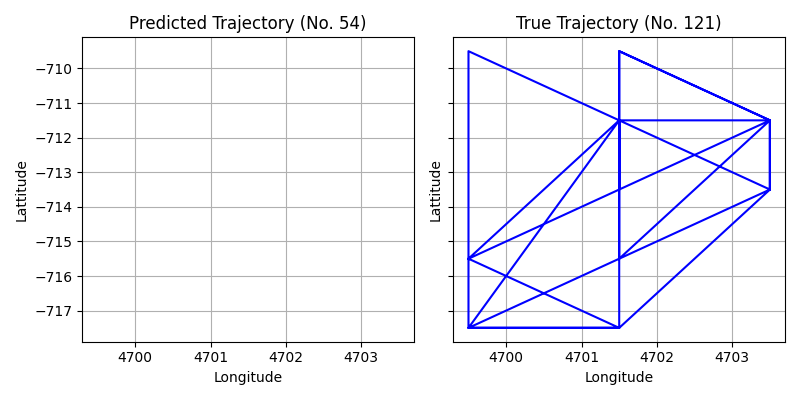 Predicted Trajectory (No. 54)
True Trajectory (No. 121)
−710
−711
−712
−713
−714
−715
−716
−717
Lattitude
Lattitude
4700 4701 4702 4703
4700 4701 4702 4703
Longitude
Longitude